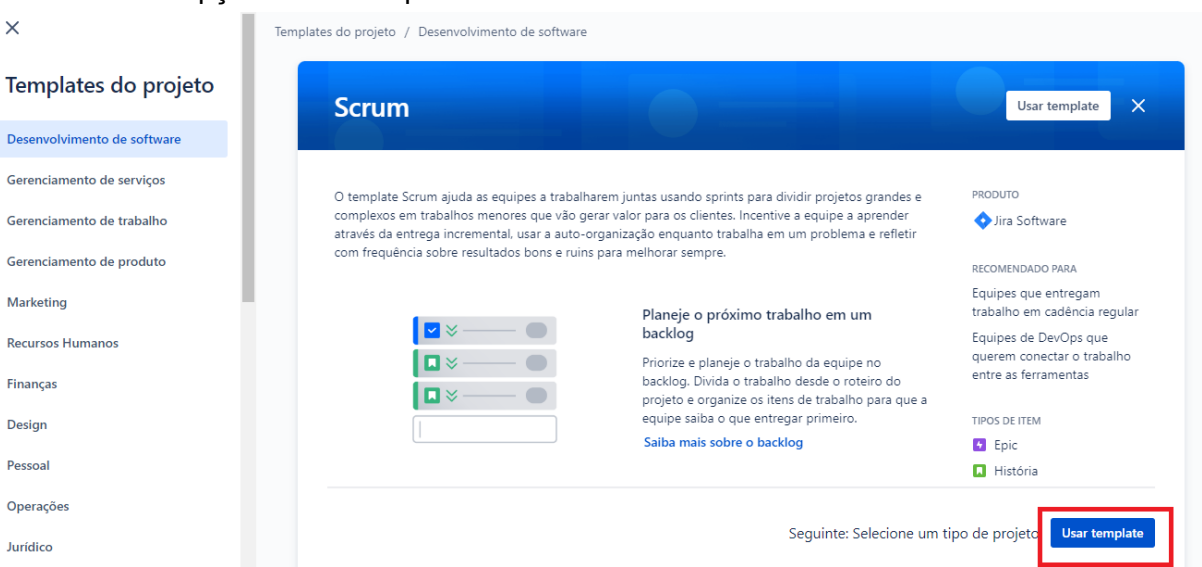 Templates do projeto / Desenvolvimento de software
Templates do projeto
Desenvolvimento de software
Gerenciamento de serviços
Gerenciamento de trabalho
Gerenciamento de produto
Marketing
Recursos Humanos
Finanças
Design
Pessoal
Operações
Jurídico
Scrum
Usar template
O template Scrum ajuda as equipes a trabalharem juntas usando sprints para dividir projetos grandes e
complexos em trabalhos menores que vão gerar valor para os clientes. Incentive a equipe a aprender
através da entrega incremental, usar a auto-organização enquanto trabalha em um problema e refletir
com frequência sobre resultados bons e ruins para melhorar sempre.
Planeje o próximo trabalho em um
backlog
Priorize e planeje o trabalho da equipe no
backlog. Divida o trabalho desde o roteiro do
projeto e organize os itens de trabalho para que a
equipe saiba o que entregar primeiro.
Saiba mais sobre o backlog
PRODUTO
Jira Software
RECOMENDADO PARA
Equipes que entregam
trabalho em cadência regular
Equipes de DevOps que
querem conectar o trabalho
entre as ferramentas
TIPOS DE ITEM
Epic
História
Seguinte: Selecione um tipo de projeto
Usar template